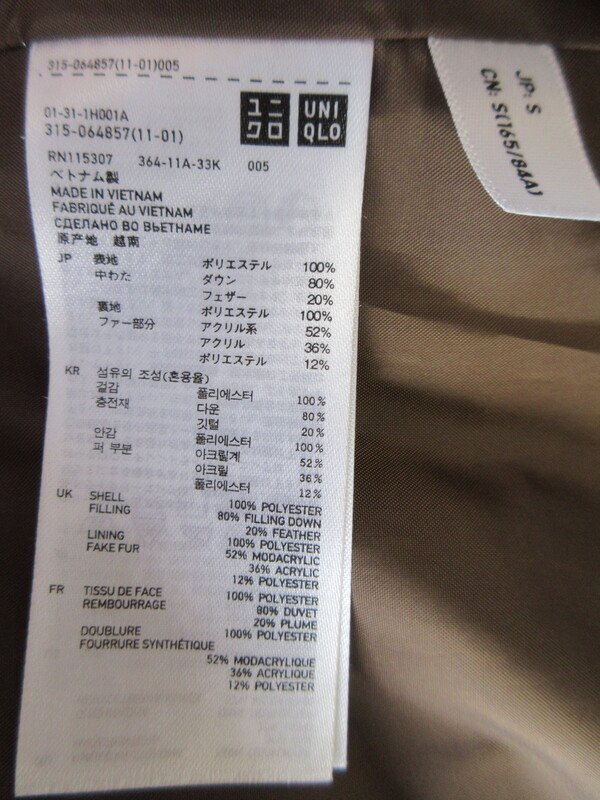 315-064857(11-01)005
01-31-1H001A
315-064857(11-01)
ユニクロ
UNIQLO
RN115307 364-11A-33K 005
ベトナム製
MADE IN VIETNAM
FABRIQUÉ AU VIETNAM
СДЕЛАНО ВО ВЬЕТНАМЕ
原产地 越南
JP 表地 ポリエステル 100%
中わた ダウン 80%
フェザー 20%
裏地 ポリエステル 100%
ファー部分 アクリル系 52%
アクリル 36%
ポリエステル 12%
KR 섬유의 조성(혼용율)
겉감 폴리에스터 100%
충전재 다운 80%
깃털 20%
안감 폴리에스터 100%
퍼 부분 아크릴계 52%
아크릴 36%
폴리에스터 12%
UK SHELL 100% POLYESTER
FILLING 80% FILLING DOWN
20% FEATHER
LINING 100% POLYESTER
FAKE FUR 52% MODACRYLIC
36% ACRYLIC
12% POLYESTER
FR TISSU DE FACE 100% POLYESTER
REMBOURRAGE 80% DUVET
20% PLUME
DOUBLURE 100% POLYESTER
FOURRURE SYNTHÉTIQUE
52% MODACRYLIQUE
36% ACRYLIQUE
12% POLYESTER
JP: S
CN: S(165/84A)